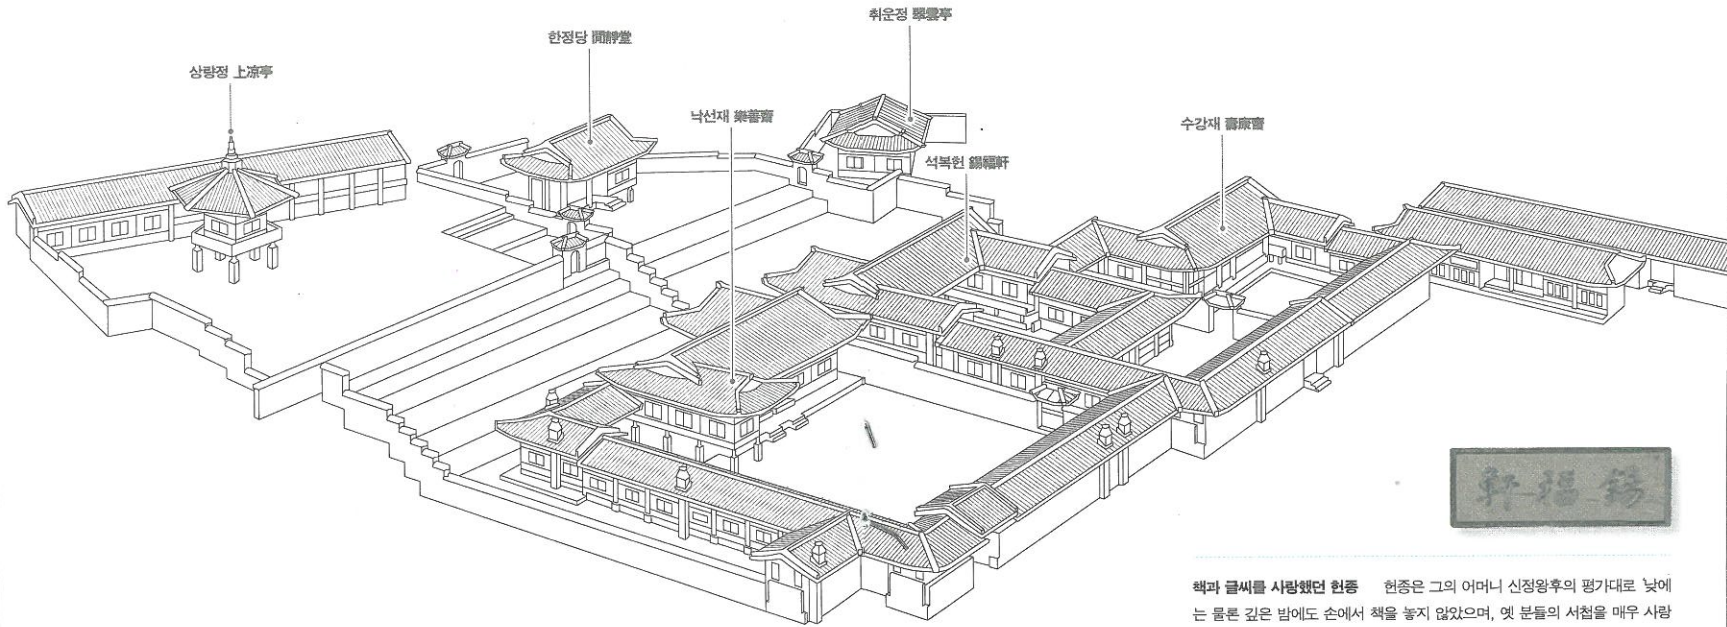 취운정 翠雲亭
한정당 閒靜堂
상량정 上凉亭
낙선재 樂善齋
수강재 壽康齋
석복헌 錫福軒
軒福錫
책과 글씨를 사랑했던 헌종 헌종은 그의 어머니 신정왕후의 평가대로 '낮에
는 물론 깊은 밤에도 손에서 책을 놓지 않았으며, 옛 분들의 서첩을 매우 사랑